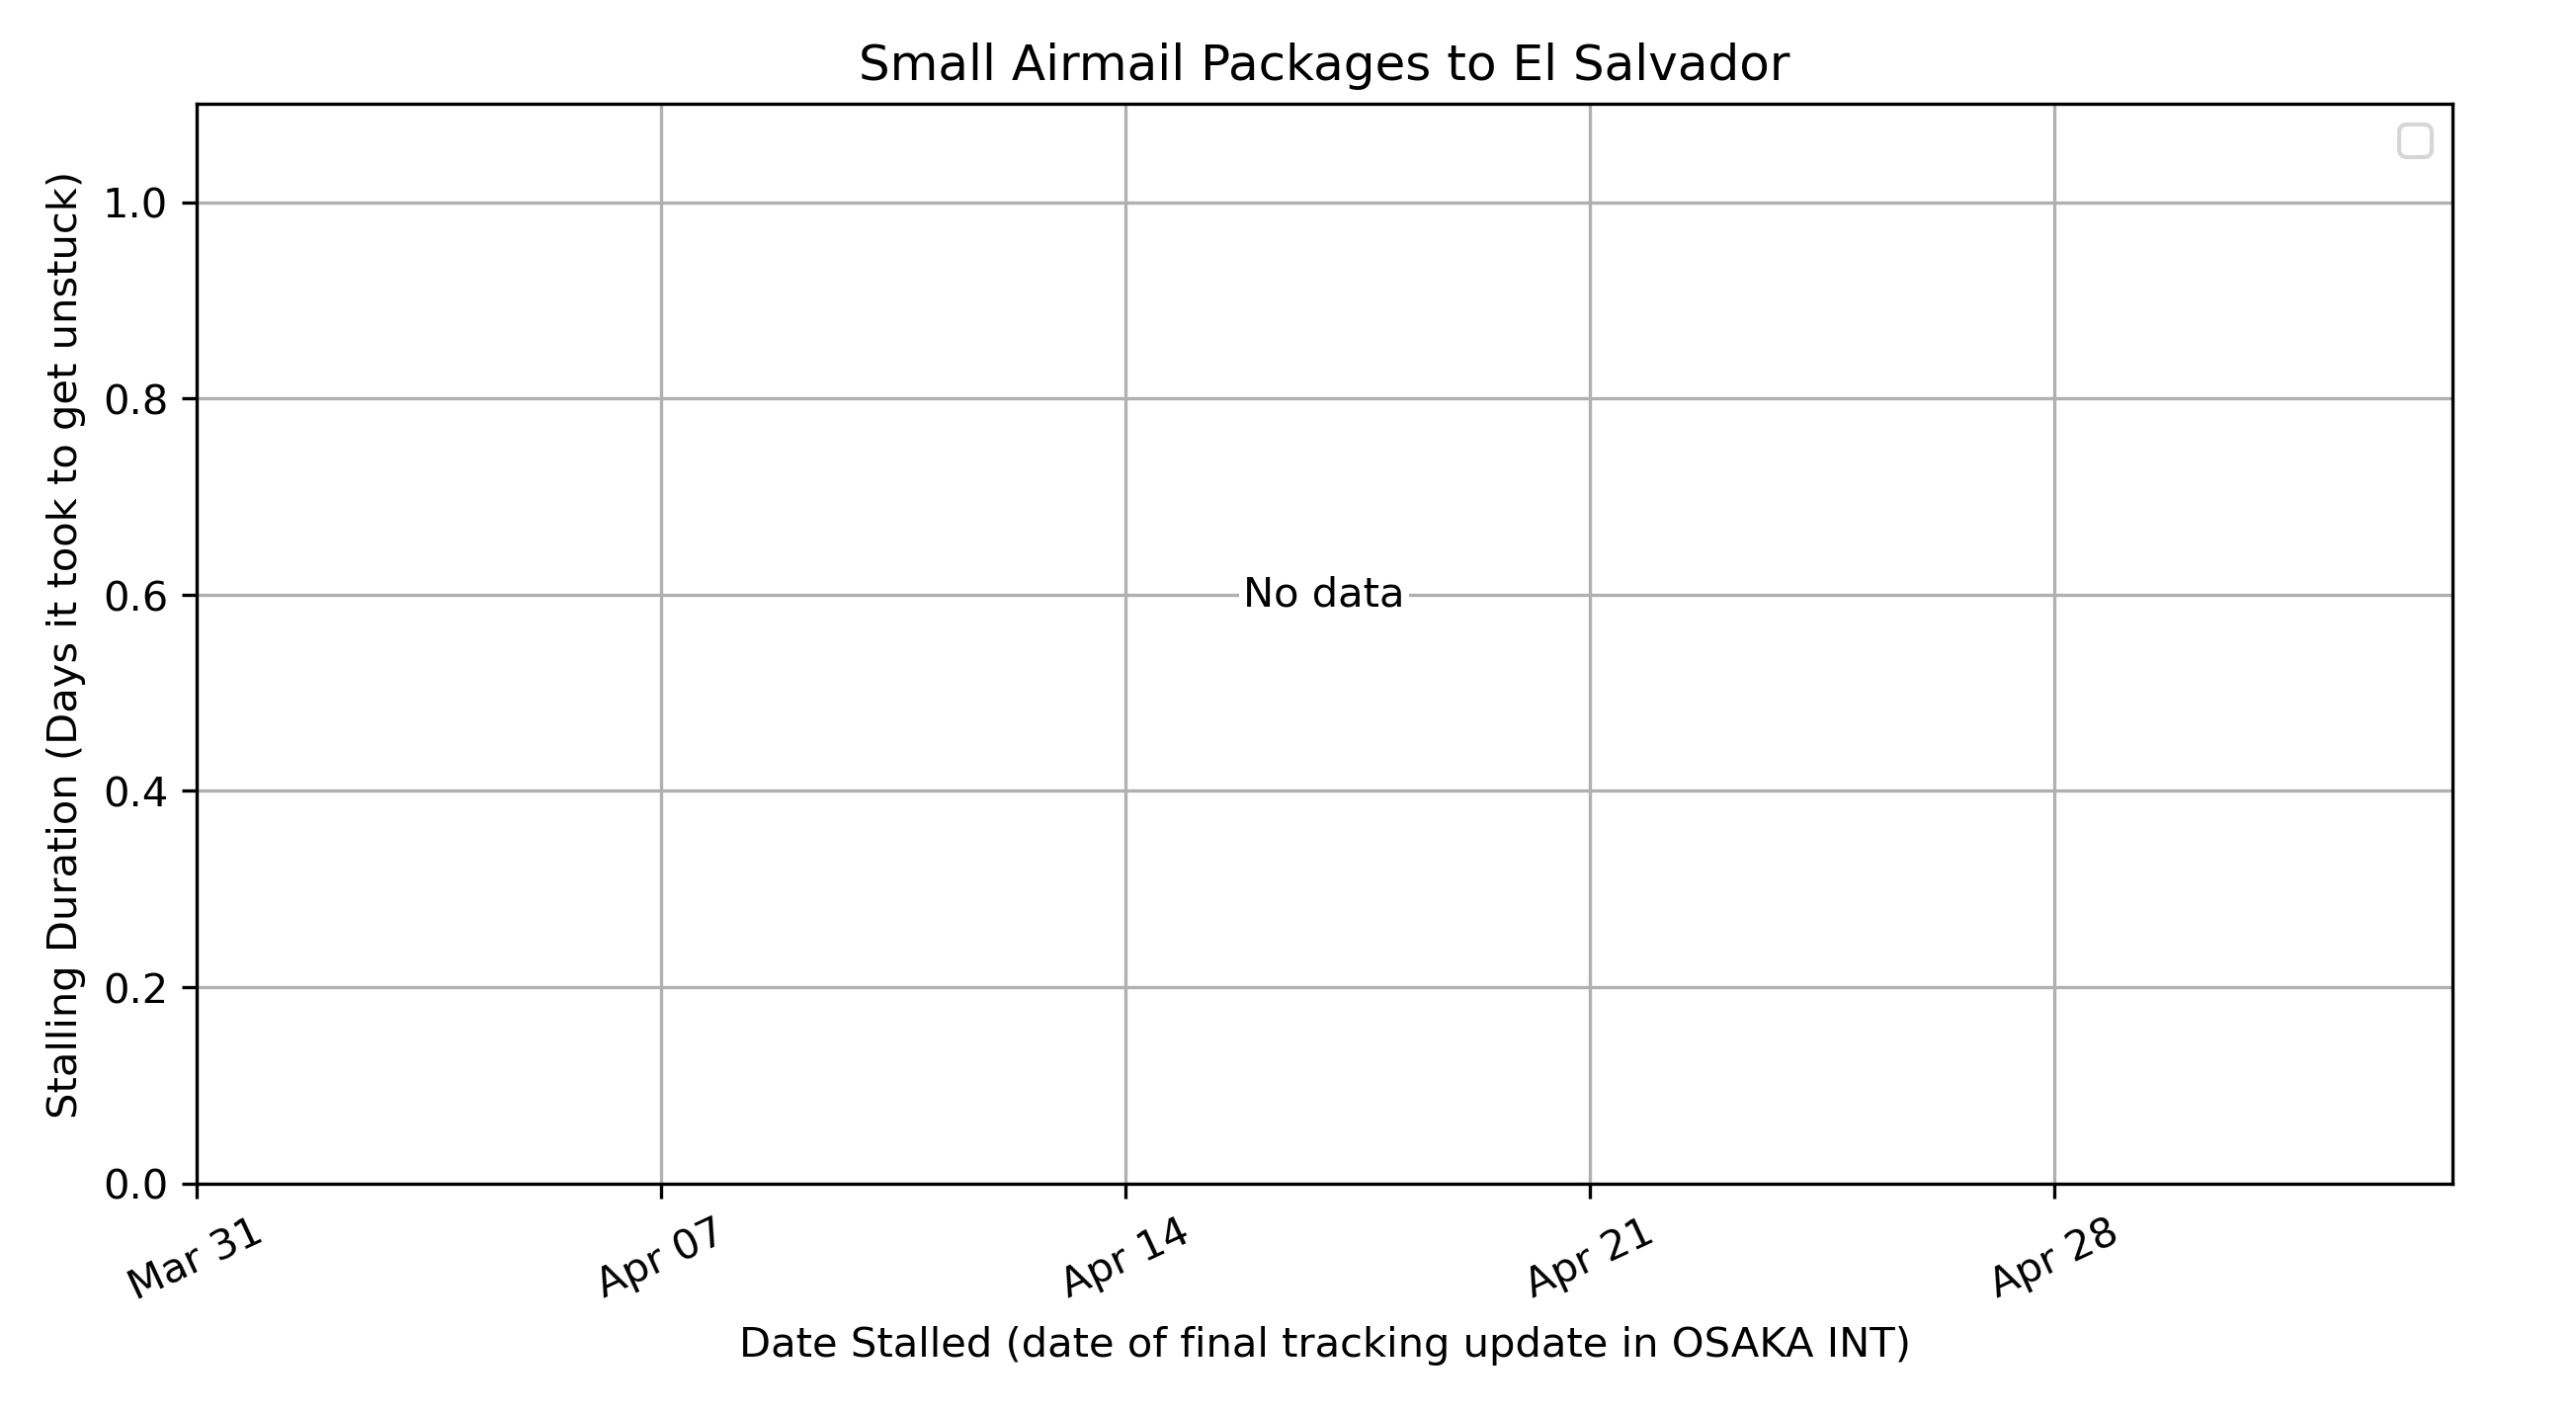 Small Airmail Packages to El Salvador
Stalling Duration (Days it took to get unstuck)
1.0
0.8
0.6
0.4
0.2
0.0
No data
Mar 31
Apr 07
Apr 14
Apr 21
Apr 28
Date Stalled (date of final tracking update in OSAKA INT)